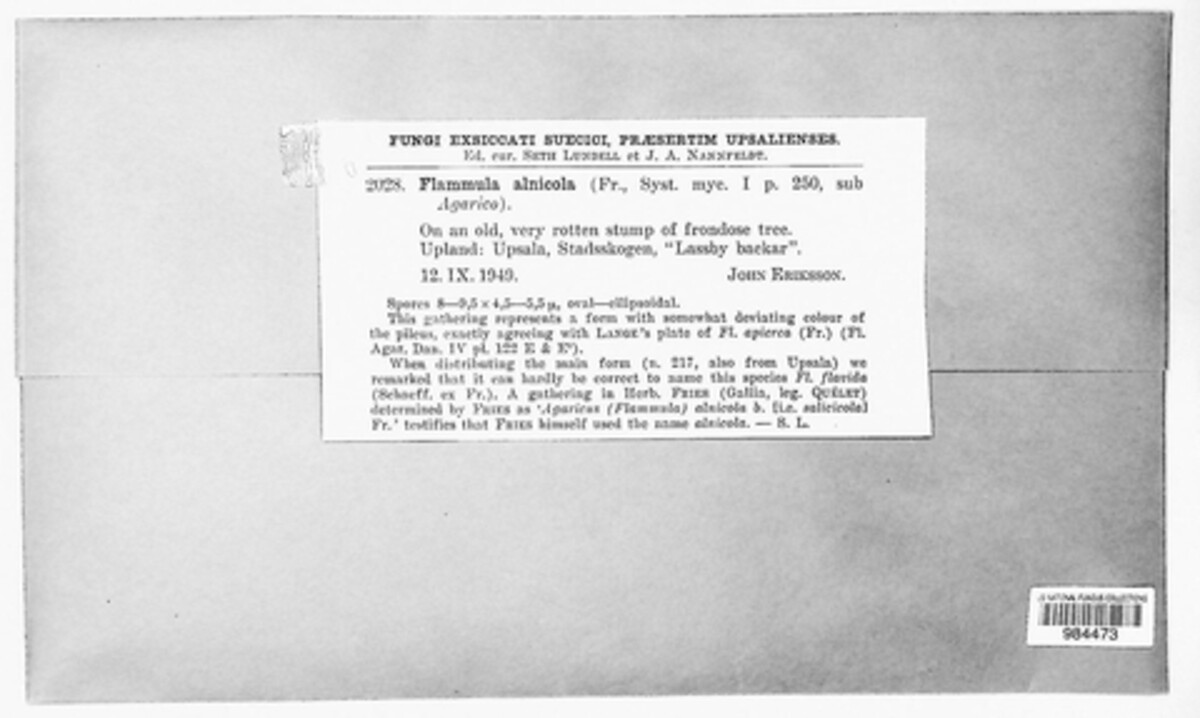 FUNGI EXSICCATI SUECICI, PRÆSERTIM UPSALIENSES.
Ed. cur. SETH LUNDELL et J. A. NANNFELDT.
2028. Flammula alnicola (Fr., Syst. myc. I p. 250, sub
Agarico).
On an old, very rotten stump of frondose tree.
Upland: Upsala, Stadsskogen, "Lassby backar".
12. IX. 1949. JOHN ERIKSSON.
Spores 8—9,5 × 4,5—5,5 µ, oval—ellipsoidal.
This gathering represents a form with somewhat deviating colour of
the pileus, exactly agreeing with LANGE's plate of Fl. apicrea (Fr.) (Fl.
Agar. Dan. IV pl. 122 E & E¹).
When distributing the main form (n. 217, also from Upsala) we
remarked that it can hardly be correct to name this species Fl. flavida
(Schaeff. ex Fr.). A gathering in Herb. FRIES (Gallia, leg. QUÉLET)
determined by FRIES as 'Agaricus (Flammula) alnicola b. [i.e. salicicola]
Fr.' testifies that FRIES himself used the name alnicola. — S. L.
US NATIONAL FUNGUS COLLECTIONS
984473